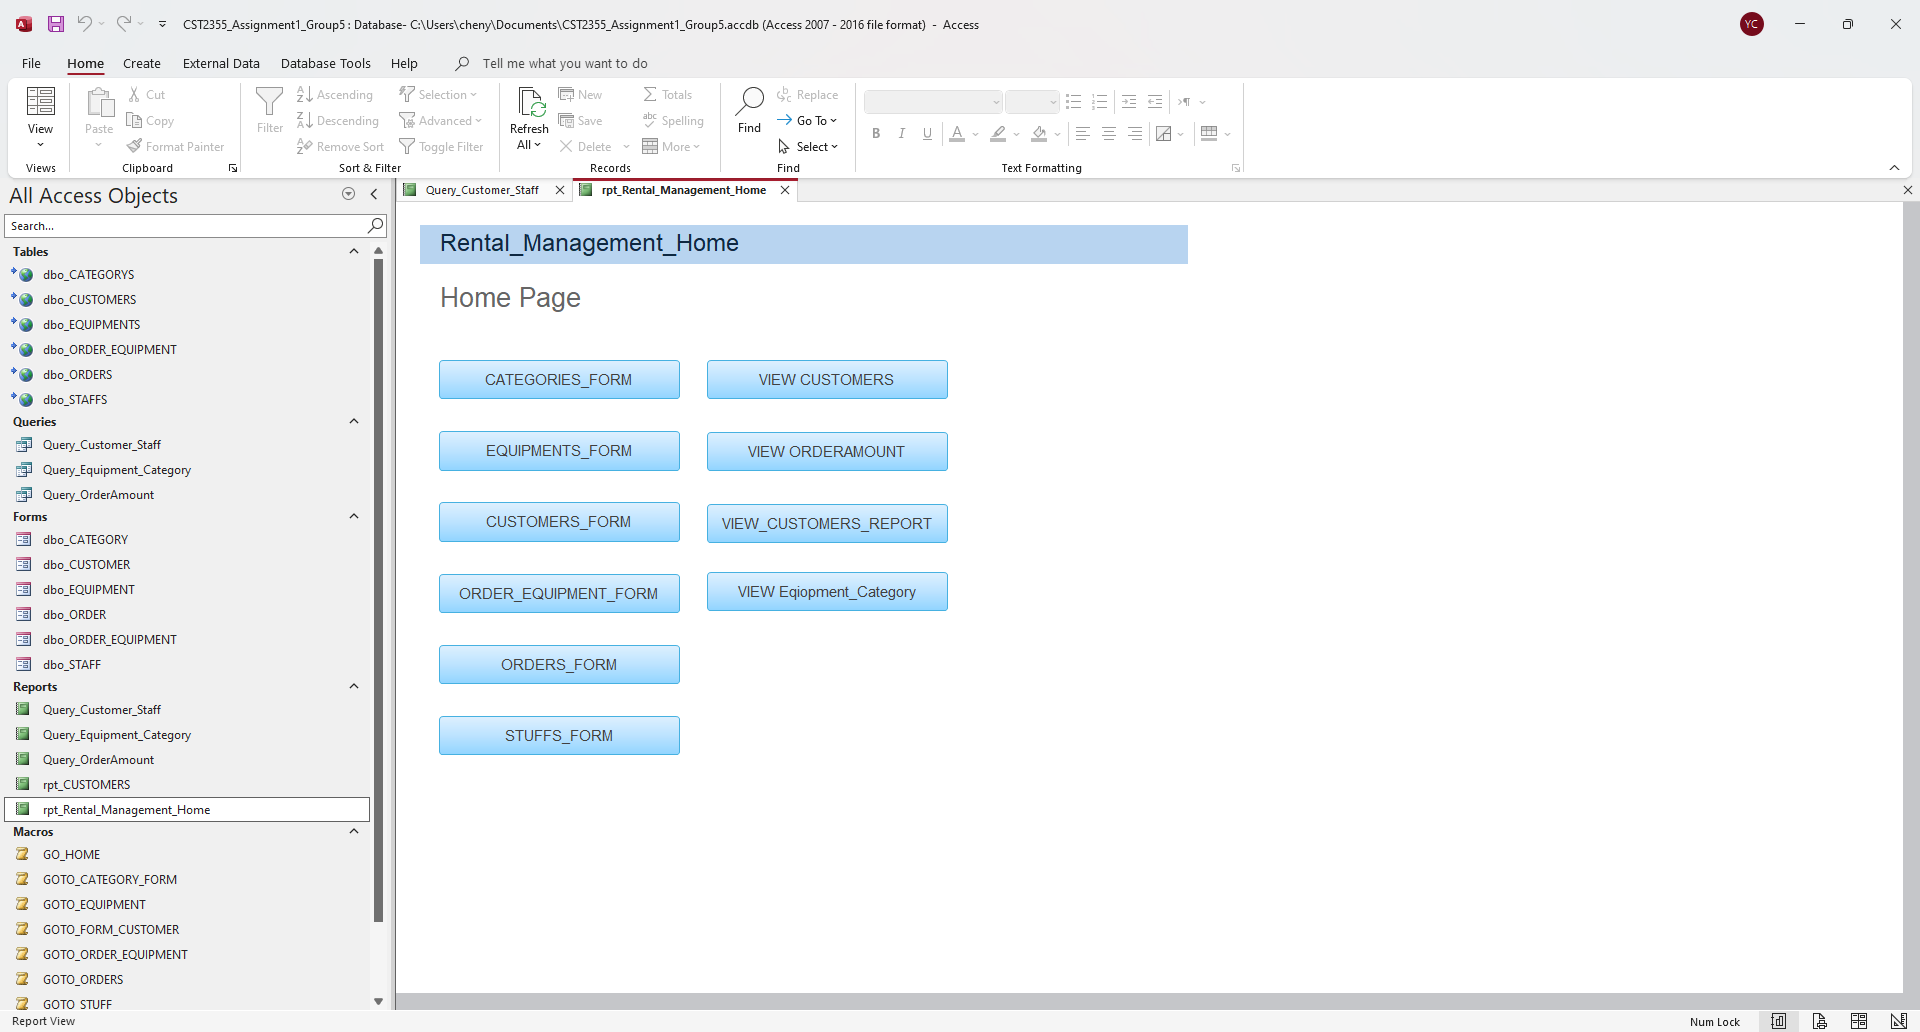 CST2355_Assignment1_Group5 : Database- C:\Users\cheny\Documents\CST2355_Assignment1_Group5.accdb (Access 2007 - 2016 file format) - Access
YC
File Home Create External Data Database Tools Help Tell me what you want to do
View
Views
Paste
Cut
Copy
Format Painter
Clipboard
Filter
Ascending
Descending
Remove Sort
Selection
Advanced
Toggle Filter
Sort & Filter
Refresh
All
New
Save
Delete
Totals
Spelling
More
Records
Find
Replace
Go To
Select
Find
B I U A
Text Formatting
All Access Objects
Search...
Tables
dbo_CATEGORYS
dbo_CUSTOMERS
dbo_EQUIPMENTS
dbo_ORDER_EQUIPMENT
dbo_ORDERS
dbo_STAFFS
Queries
Query_Customer_Staff
Query_Equipment_Category
Query_OrderAmount
Forms
dbo_CATEGORY
dbo_CUSTOMER
dbo_EQUIPMENT
dbo_ORDER
dbo_ORDER_EQUIPMENT
dbo_STAFF
Reports
Query_Customer_Staff
Query_Equipment_Category
Query_OrderAmount
rpt_CUSTOMERS
rpt_Rental_Management_Home
Macros
GO_HOME
GOTO_CATEGORY_FORM
GOTO_EQUIPMENT
GOTO_FORM_CUSTOMER
GOTO_ORDER_EQUIPMENT
GOTO_ORDERS
GOTO_STUFF
Query_Customer_Staff
rpt_Rental_Management_Home
Rental_Management_Home
Home Page
CATEGORIES_FORM
VIEW CUSTOMERS
EQUIPMENTS_FORM
VIEW ORDERAMOUNT
CUSTOMERS_FORM
VIEW_CUSTOMERS_REPORT
ORDER_EQUIPMENT_FORM
VIEW Eqiopment_Category
ORDERS_FORM
STUFFS_FORM
Report View
Num Lock